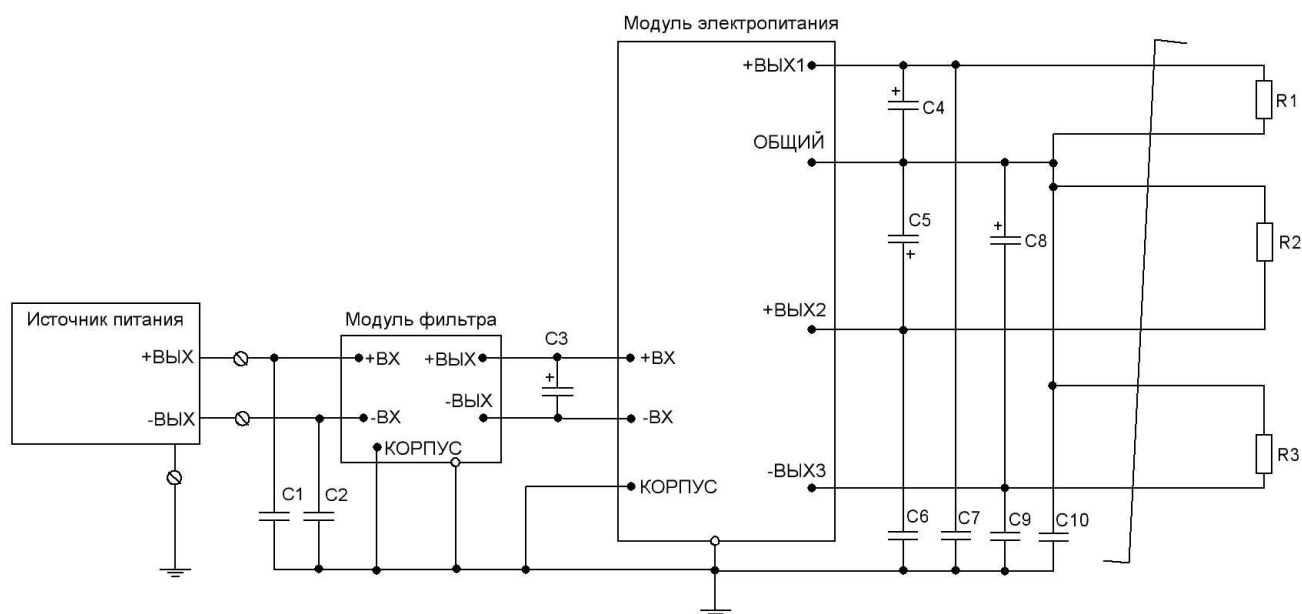 Модуль электропитания
+ВЫХ1
+
C4
R1
ОБЩИЙ
C5
+
+
C8
R2
+ВЫХ2
Источник питания
+ВЫХ
-ВЫХ
Модуль фильтра
+ВХ
+ВЫХ
-ВХ
-ВЫХ
КОРПУС
C3
+
+ВХ
-ВХ
КОРПУС
-ВЫХ3
R3
C1
C2
C6
C7
C9
C10